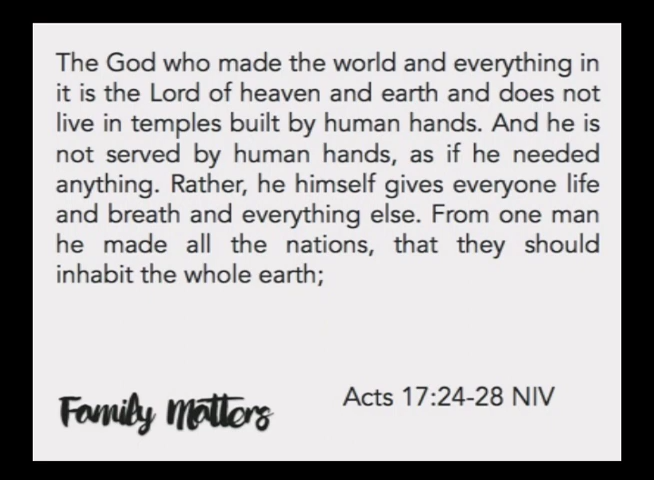 The God who made the world and everything in
it is the Lord of heaven and earth and does not
live in temples built by human hands. And he is
not served by human hands, as if he needed
anything. Rather, he himself gives everyone life
and breath and everything else. From one man
he made all the nations, that they should
inhabit the whole earth;
Family Matters
Acts 17:24-28 NIV